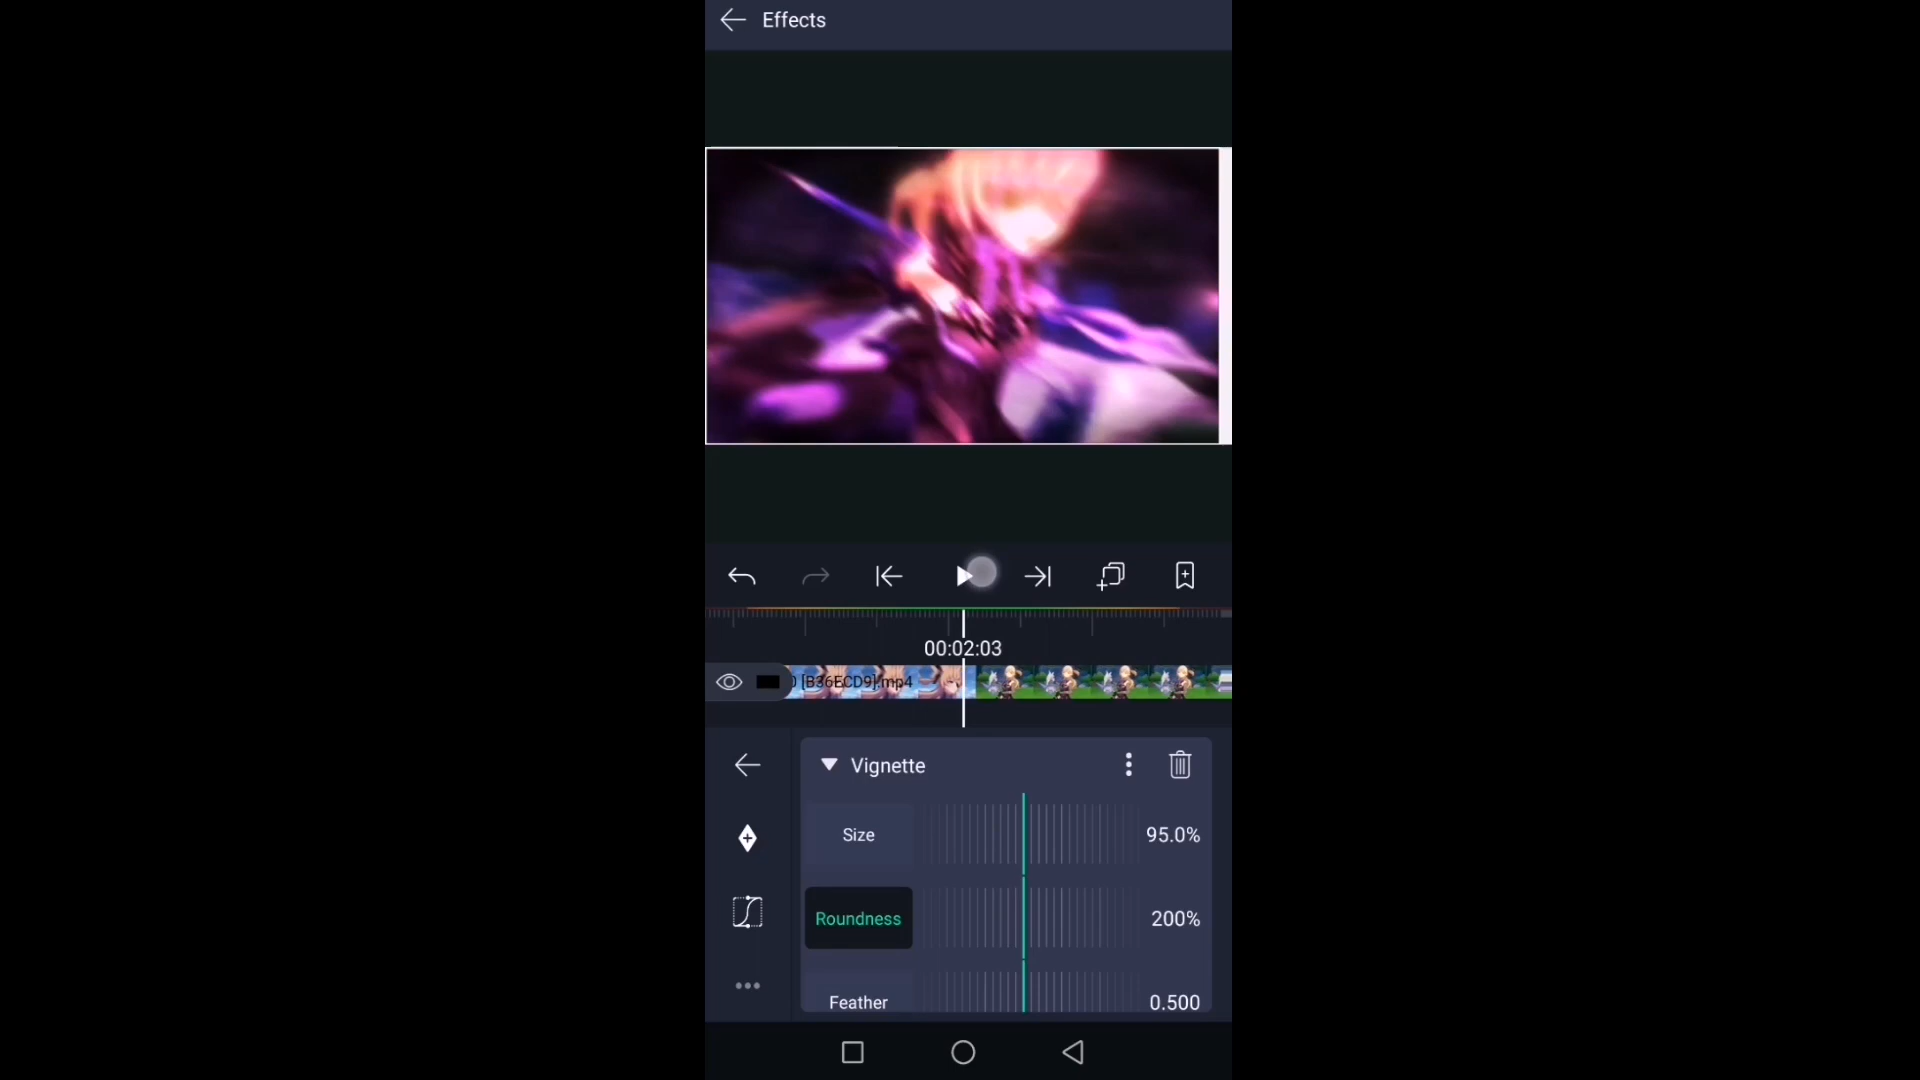 Effects
00:02:03
[B36ECD9].mp4
Vignette
Size
95.0%
Roundness
200%
Feather
0.500